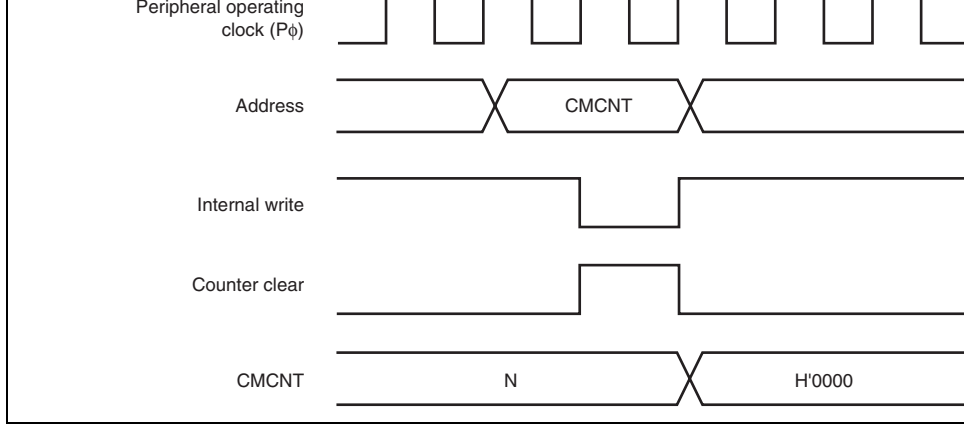 Peripheral operating
clock (Pϕ)
Address
CMCNT
Internal write
Counter clear
CMCNT
N
H'0000